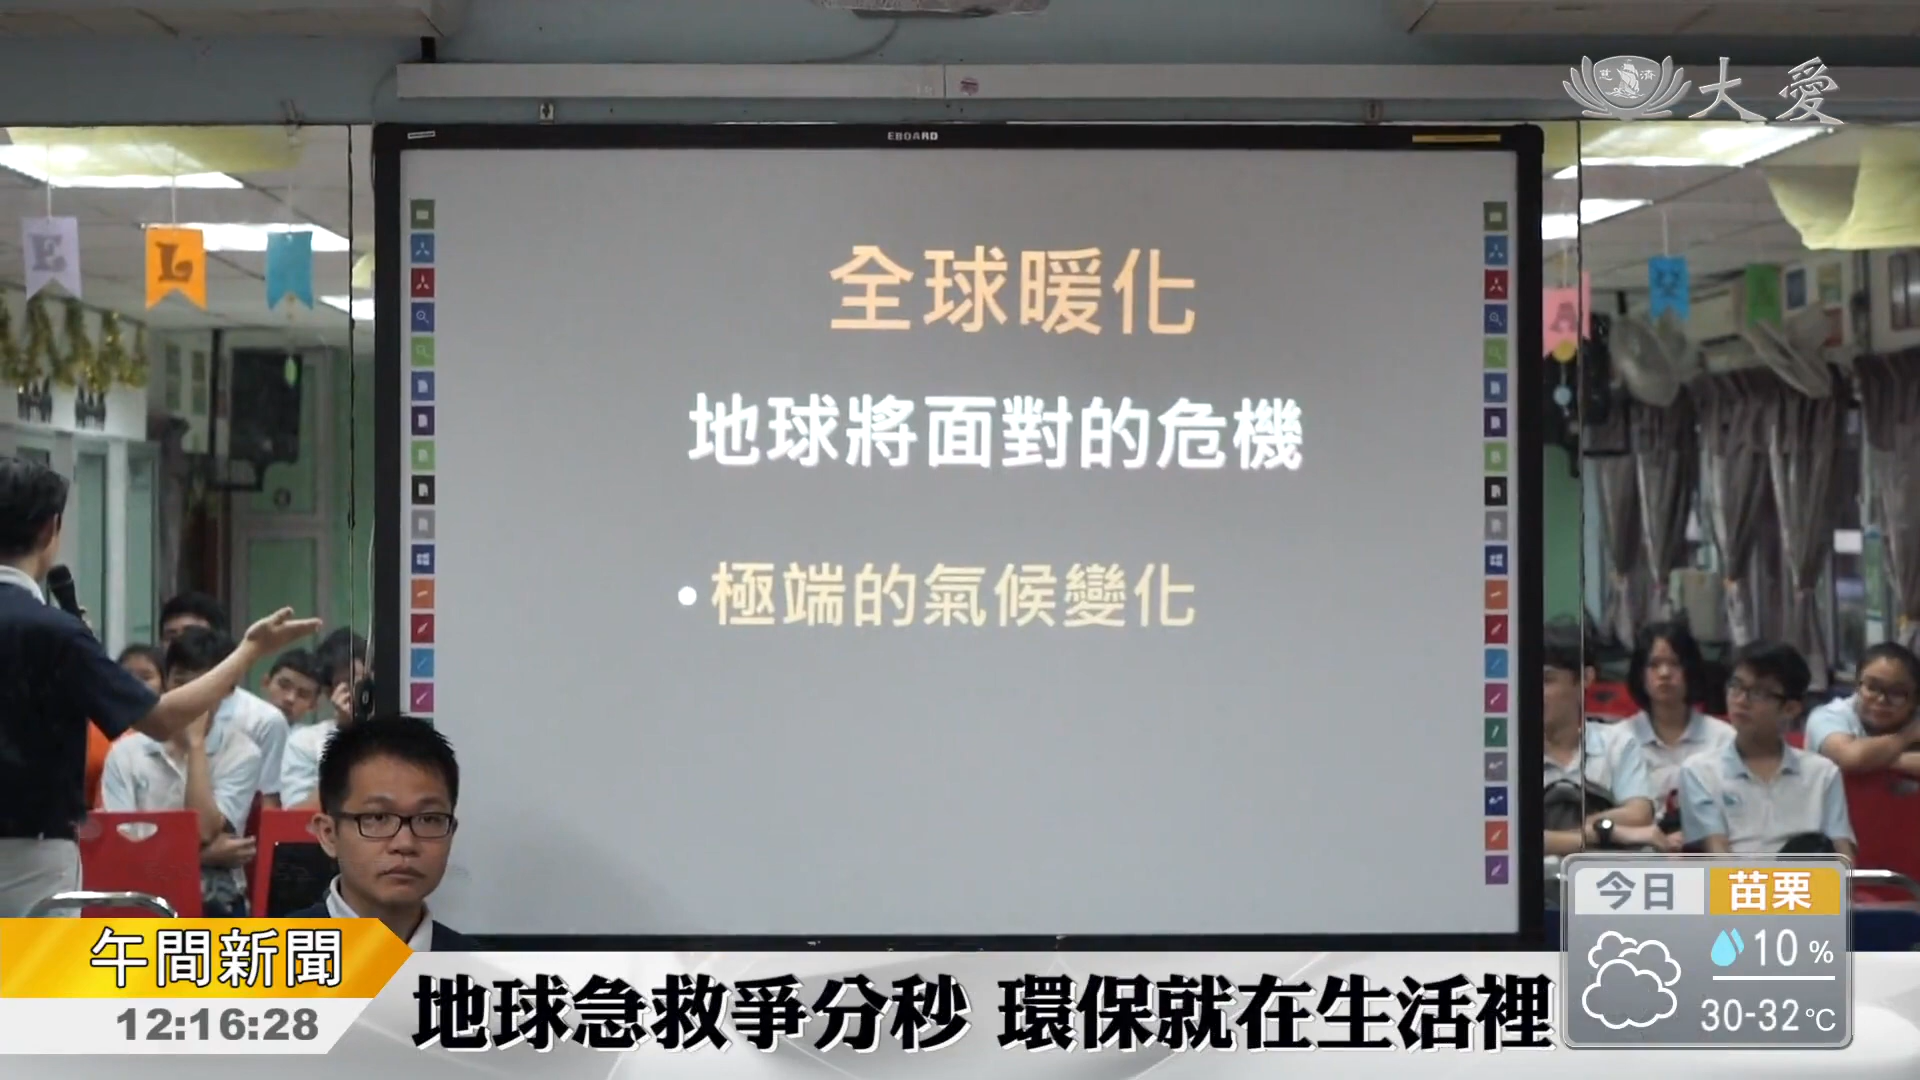 慈濟
大愛
EBOARD
E
L
A
全球暖化
地球將面對的危機
•極端的氣候變化
今日 苗栗
10 %
30-32°C
午間新聞
12:16:28
地球急救爭分秒 環保就在生活裡